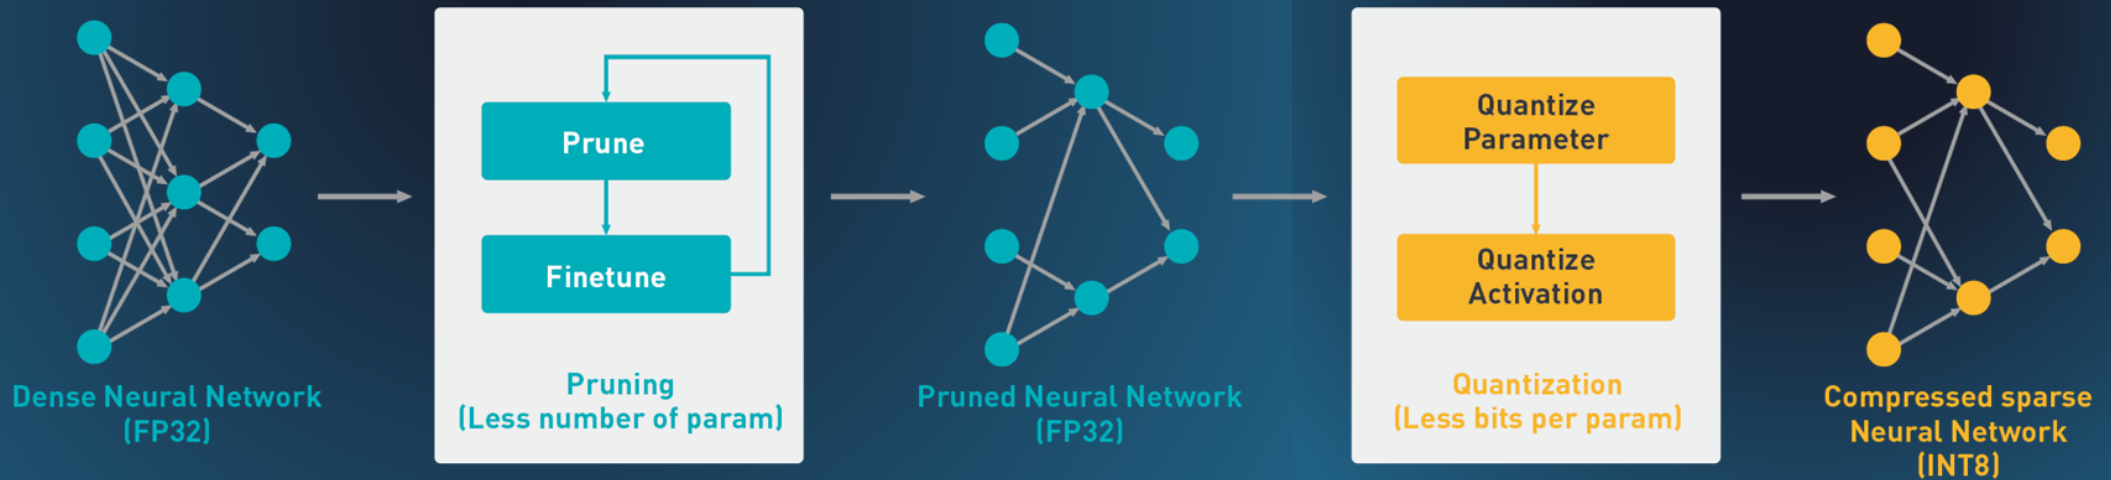 Dense Neural Network
(FP32)
Prune
Finetune
Pruning
(Less number of param)
Pruned Neural Network
(FP32)
Quantize
Parameter
Quantize
Activation
Quantization
(Less bits per param)
Compressed sparse
Neural Network
(INT8)